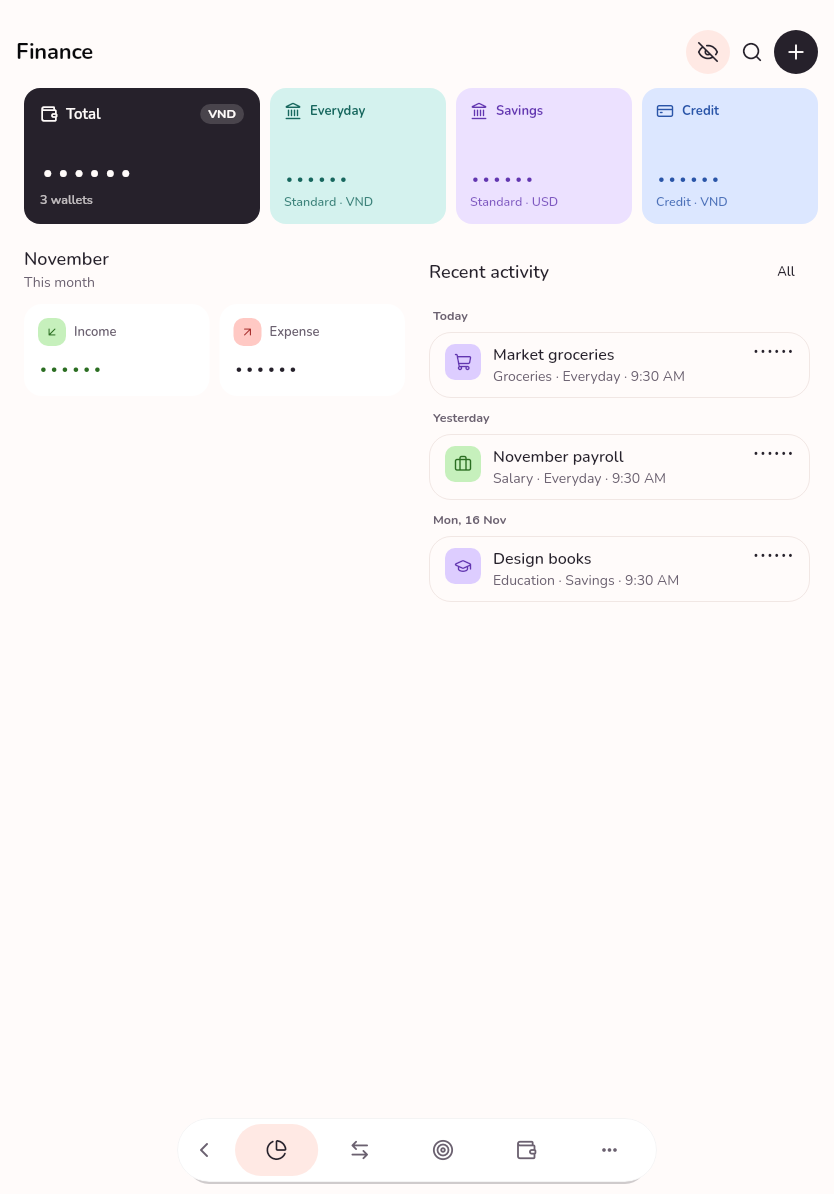 Finance
Total
VND
••••••
3 wallets
Everyday
••••••
Standard · VND
Savings
••••••
Standard · USD
Credit
••••••
Credit · VND
November
This month
Income
••••••
Expense
••••••
Recent activity
All
Today
Market groceries
••••••
Groceries · Everyday · 9:30 AM
Yesterday
November payroll
••••••
Salary · Everyday · 9:30 AM
Mon, 16 Nov
Design books
••••••
Education · Savings · 9:30 AM